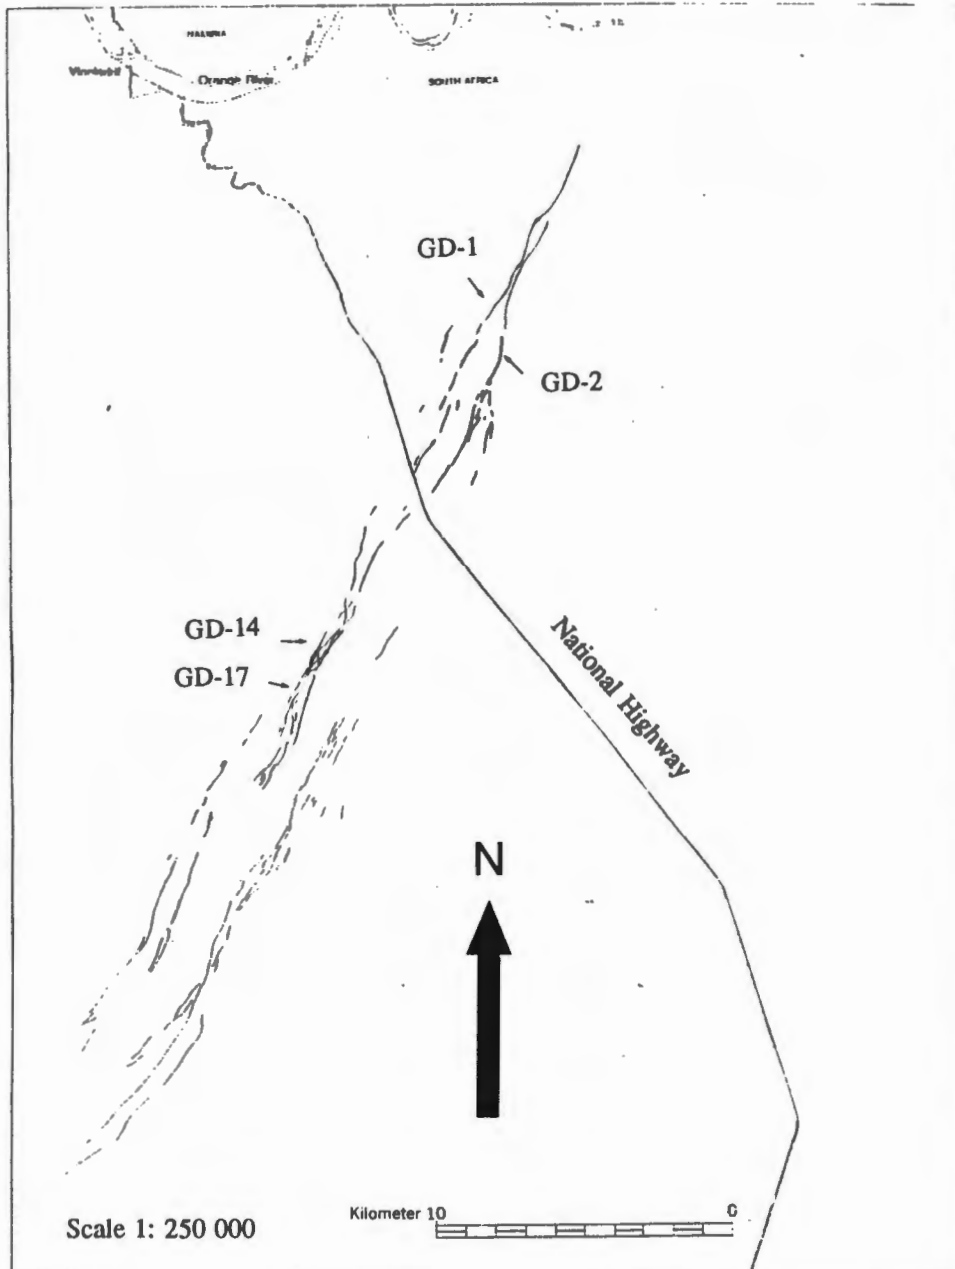 NAMIBIA
Vioolsdrif
Orange River
SOUTH AFRICA
GD-1
GD-2
GD-14
GD-17
National Highway
N
Kilometer 10 0
Scale 1: 250 000